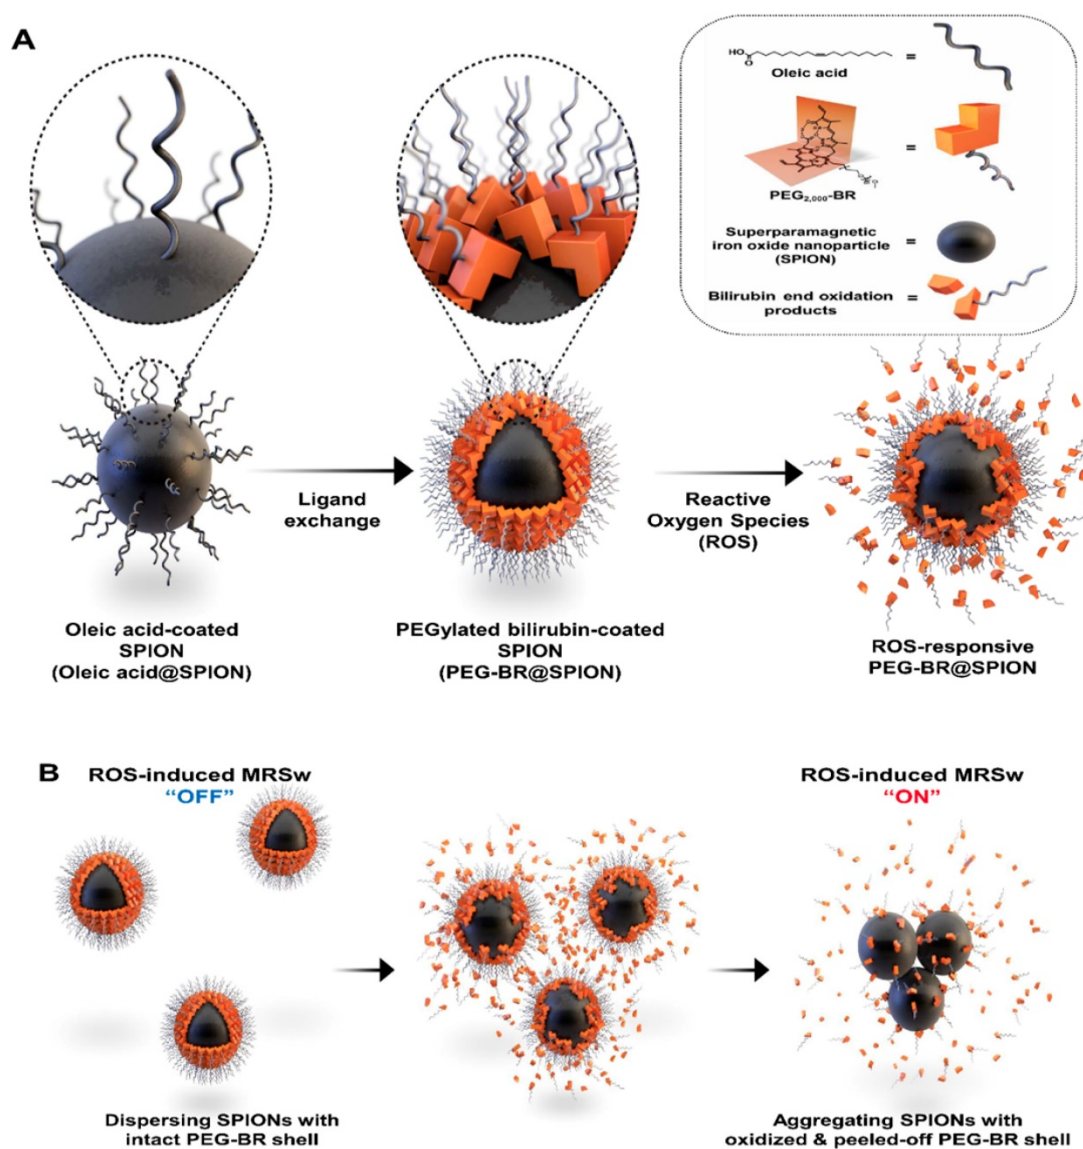 A
HO
O
Oleic acid
=
PEG2,000-BR
=
Superparamagnetic
iron oxide nanoparticle
(SPION)
=
Bilirubin end oxidation
products
=
Ligand
exchange
Reactive
Oxygen Species
(ROS)
Oleic acid-coated
SPION
(Oleic acid@SPION)
PEGylated bilirubin-coated
SPION
(PEG-BR@SPION)
ROS-responsive
PEG-BR@SPION
B
ROS-induced MRSw
“OFF”
ROS-induced MRSw
“ON”
Dispersing SPIONs with
intact PEG-BR shell
Aggregating SPIONs with
oxidized & peeled-off PEG-BR shell